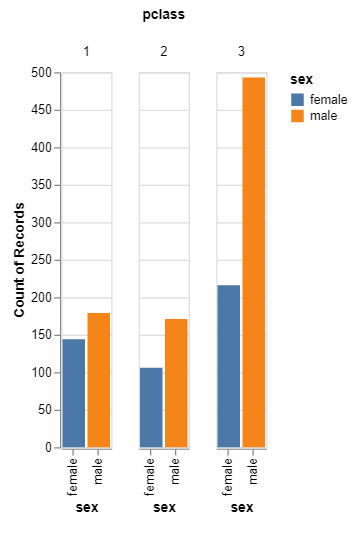 pclass
1 2 3
sex
female
male
Count of Records
500
450
400
350
300
250
200
150
100
50
0
female male female male female male
sex sex sex